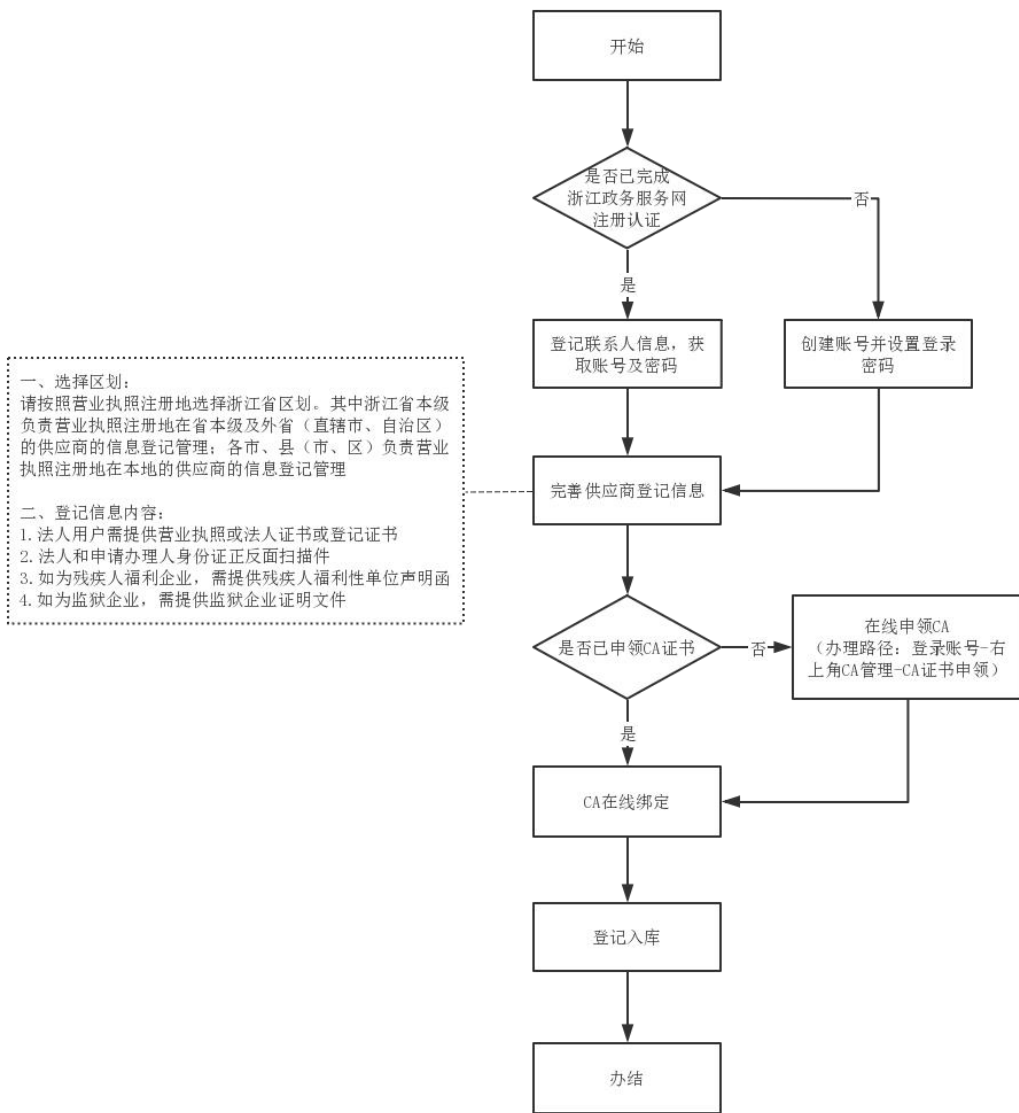 开始
是否已完成
浙江政务服务网
注册认证
否
是
登记联系人信息，获
取账号及密码
创建账号并设置登录
密码
一、选择区划：
请按照营业执照注册地选择浙江省区划。其中浙江省本级
负责营业执照注册地在省本级及外省（直辖市、自治区）
的供应商的信息登记管理；各市、县（市、区）负责营业
执照注册地在本地的供应商的信息登记管理
二、登记信息内容：
1.法人用户需提供营业执照或法人证书或登记证书
2.法人和申请办理人身份证正反面扫描件
3.如为残疾人福利企业，需提供残疾人福利性单位声明函
4.如为监狱企业，需提供监狱企业证明文件
完善供应商登记信息
是否已申领CA证书
否
在线申领CA
（办理路径：登录账号-右
上角CA管理-CA证书申领）
是
CA在线绑定
登记入库
办结